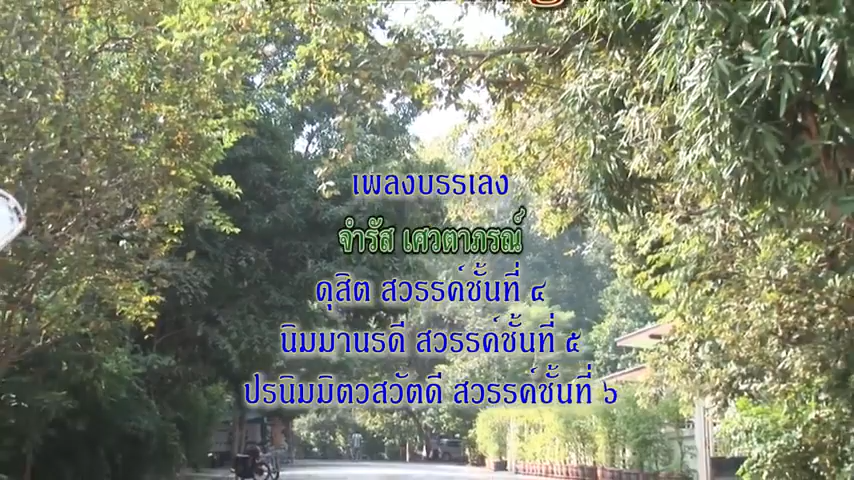 เพลงบรรเลง
จำรัส เศวตาภรณ์
ดุสิต สวรรค์ชั้นที่ ๔
นิมมานรดี สวรรค์ชั้นที่ ๕
ปรนิมมิตวสวัตดี สวรรค์ชั้นที่ ๖